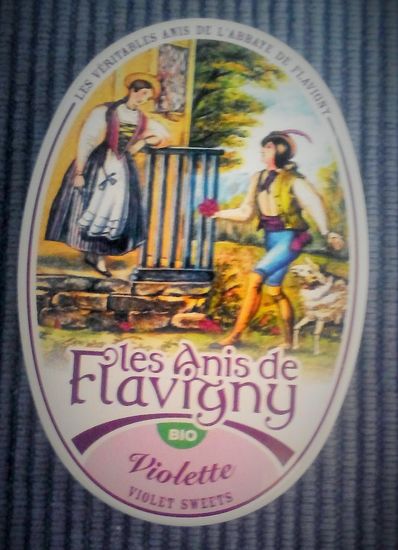 LES VÉRITABLES ANIS DE L'ABBAYE DE FLAVIGNY
les Anis de
Flavigny
BIO
Violette
VIOLET SWEETS